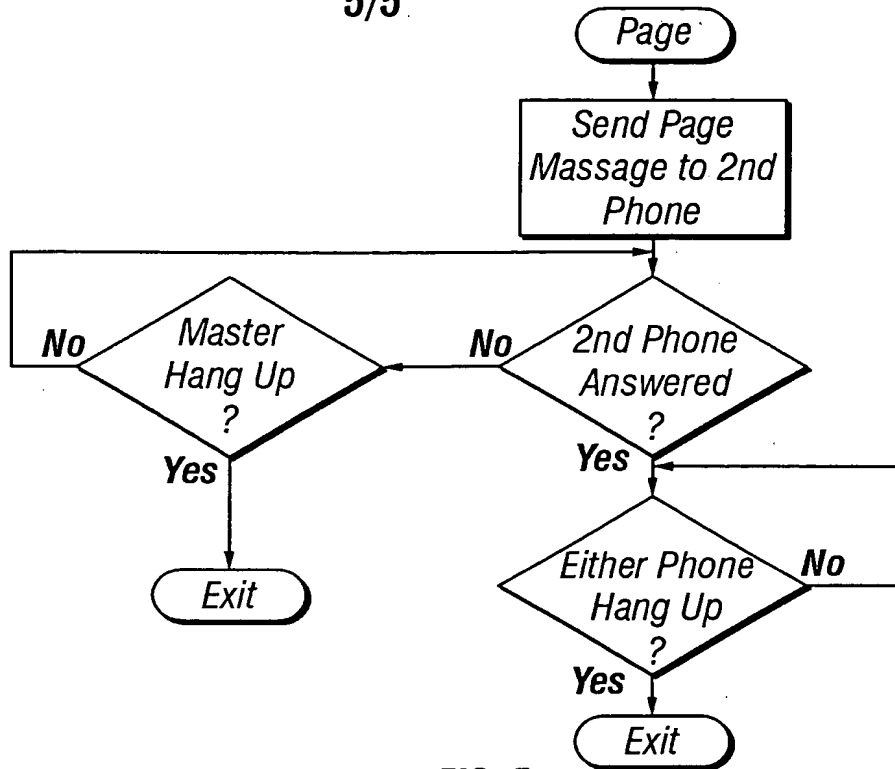 5/5
Page
Send Page
Massage to 2nd
Phone
No
Master
Hang Up
?
No
2nd Phone
Answered
?
Yes
Yes
Either Phone
Hang Up
?
No
Exit
Yes
Exit